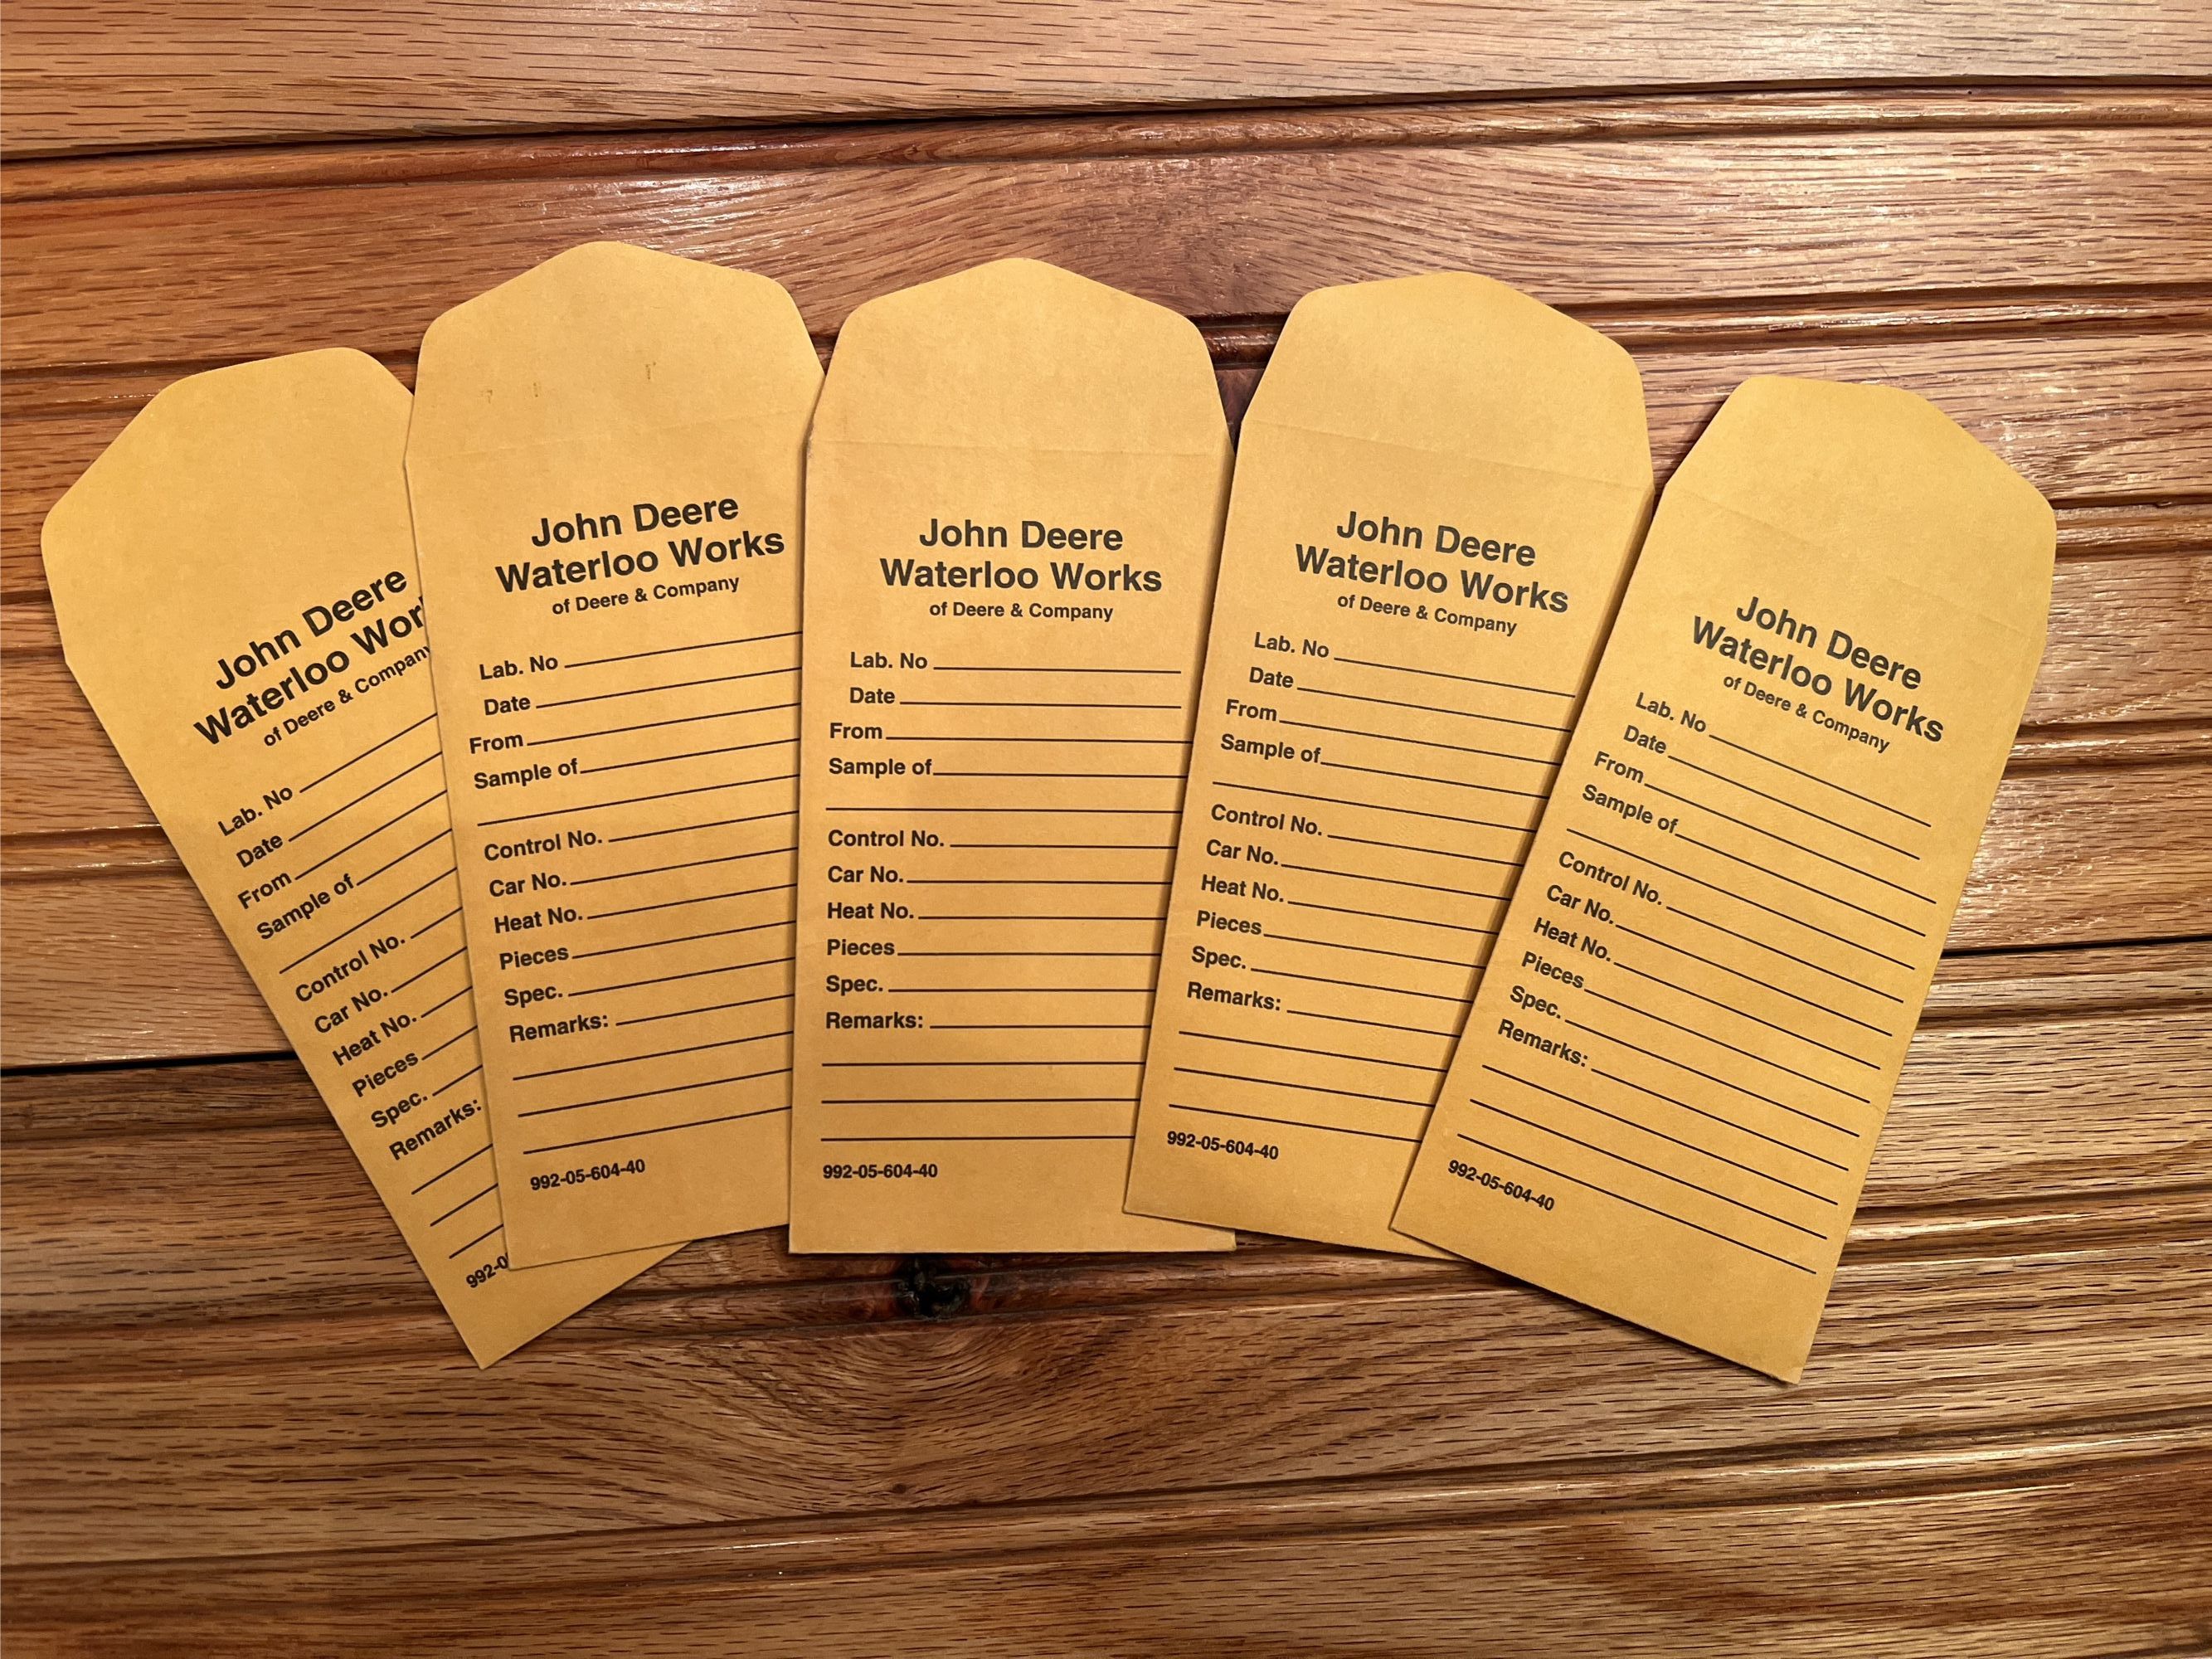 John Deere
Waterloo Wor
of Deere & Company
Lab. No
Date
From
Sample of
Control No.
Car No.
Heat No.
Pieces
Spec.
Remarks:
992-0
John Deere
Waterloo Works
of Deere & Company
Lab. No
Date
From
Sample of
Control No.
Car No.
Heat No.
Pieces
Spec.
Remarks:
992-05-604-40
John Deere
Waterloo Works
of Deere & Company
Lab. No
Date
From
Sample of
Control No.
Car No.
Heat No.
Pieces
Spec.
Remarks:
992-05-604-40
John Deere
Waterloo Works
of Deere & Company
Lab. No
Date
From
Sample of
Control No.
Car No.
Heat No.
Pieces
Spec.
Remarks:
992-05-604-40
John Deere
Waterloo Works
of Deere & Company
Lab. No
Date
From
Sample of
Control No.
Car No.
Heat No.
Pieces
Spec.
Remarks:
992-05-604-40